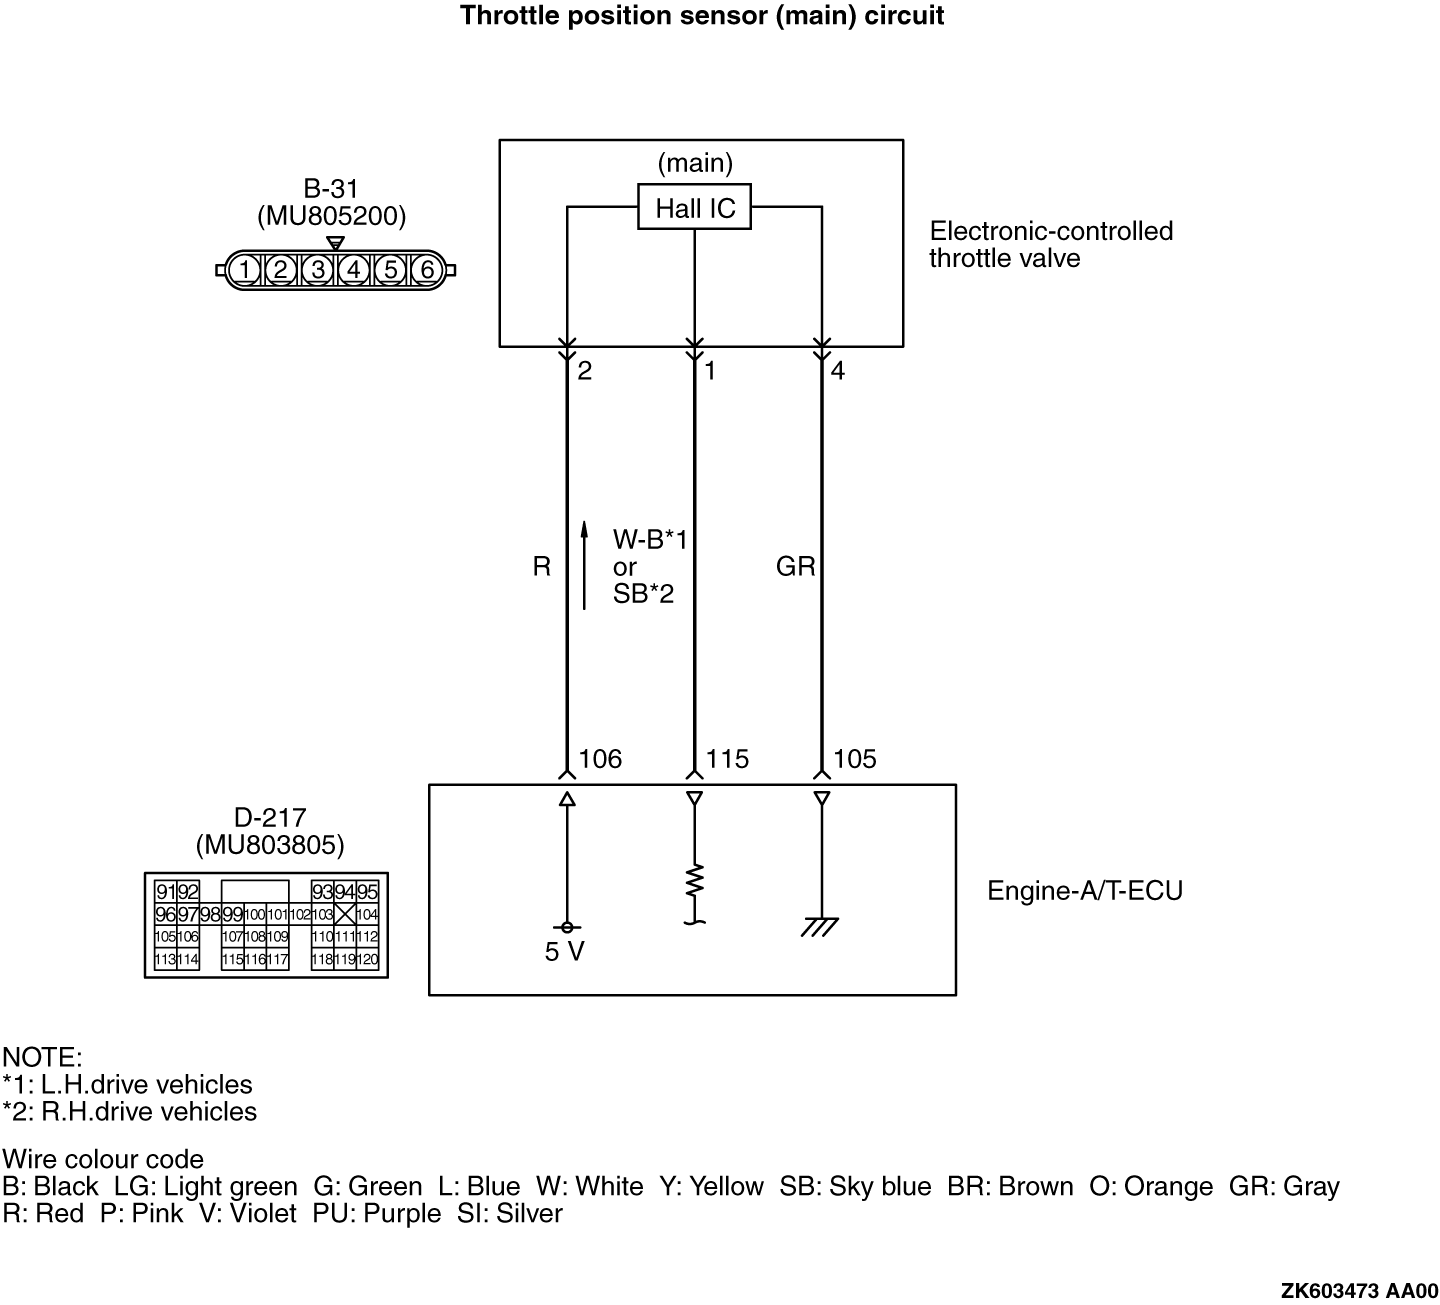 Throttle position sensor (main) circuit
(main)
Hall IC
B-31
(MU805200)
1 2 3 4 5 6
Electronic-controlled
throttle valve
2 1 4
R
W-B*1
or
SB*2
GR
106 115 105
D-217
(MU803805)
91 92 93 94 95
96 97 98 99 100 101 102 103 104
105 106 107 108 109 110 111 112
113 114 115 116 117 118 119 120
5 V
Engine-A/T-ECU
NOTE:
*1: L.H.drive vehicles
*2: R.H.drive vehicles
Wire colour code
B: Black LG: Light green G: Green L: Blue W: White Y: Yellow SB: Sky blue BR: Brown O: Orange GR: Gray
R: Red P: Pink V: Violet PU: Purple SI: Silver
ZK603473 AA00